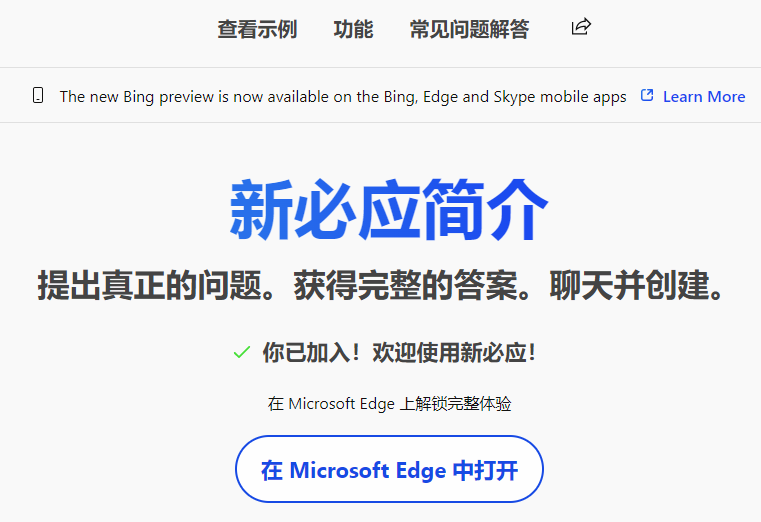 查看示例 功能 常见问题解答
The new Bing preview is now available on the Bing, Edge and Skype mobile apps Learn More
新必应简介
提出真正的问题。获得完整的答案。聊天并创建。
你已加入！欢迎使用新必应！
在 Microsoft Edge 上解锁完整体验
在 Microsoft Edge 中打开